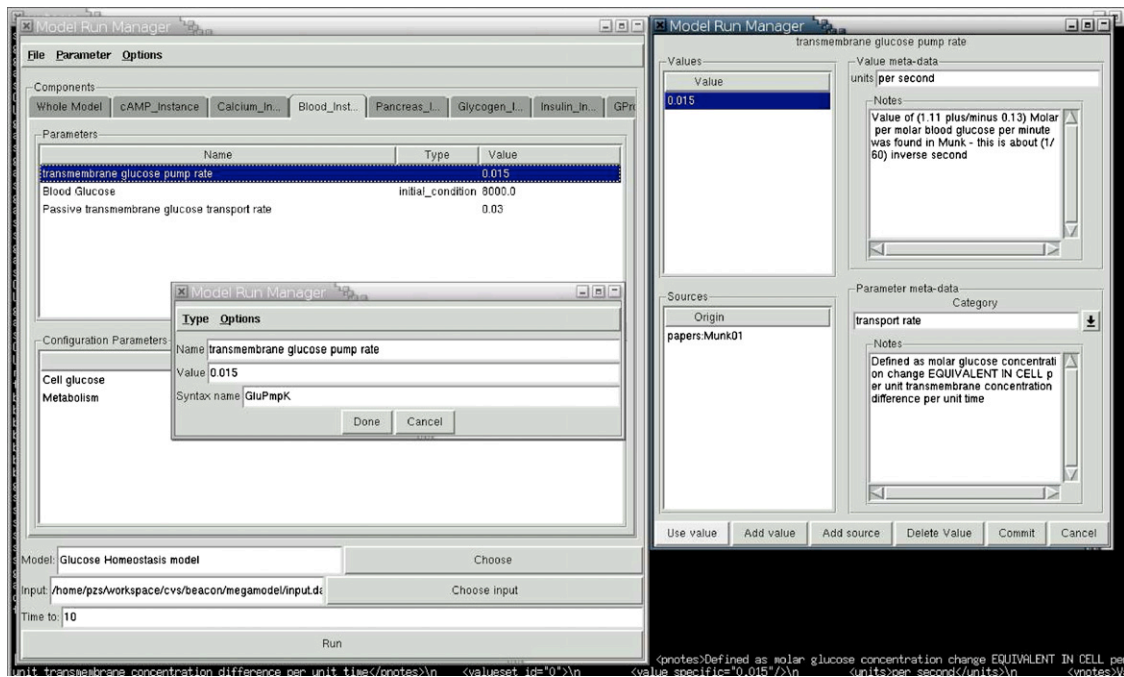 Model Run Manager
File Parameter Options
Components
Whole Model cAMP_Instance Calcium_In... Blood_Inst... Pancreas_I... Glycogen_I... Insulin_In... GPr
Parameters
Name Type Value
transmembrane glucose pump rate 0.015
Blood Glucose initial_condition 8000.0
Passive transmembrane glucose transport rate 0.03
Configuration Parameters
Cell glucose
Metabolism
Model: Glucose Homeostasis model Choose
Input: /home/pzs/workspace/cvs/beacon/megamodel/input.da Choose input
Time to: 10
Run
Model Run Manager
Type Options
Name transmembrane glucose pump rate
Value 0.015
Syntax name GluPmpK
Done Cancel
Model Run Manager
transmembrane glucose pump rate
Values
Value
0.015
Value meta-data
units per second
Notes
Value of (1.11 plus/minus 0.13) Molar
per molar blood glucose per minute
was found in Munk - this is about (1/
60) inverse second
Sources
Origin
papers:Munk01
Parameter meta-data
Category
transport rate
Notes
Defined as molar glucose concentrati
on change EQUIVALENT IN CELL p
er unit transmembrane concentration
difference per unit time
Use value Add value Add source Delete Value Commit Cancel
<pnotes>Defined as molar glucose concentration change EQUIVALENT IN CELL per
unit transmembrane concentration difference per unit time</pnotes>\n <valueset id="0">\n <value specific="0.015"/>\n <units>per second</units>\n <vnotes>V